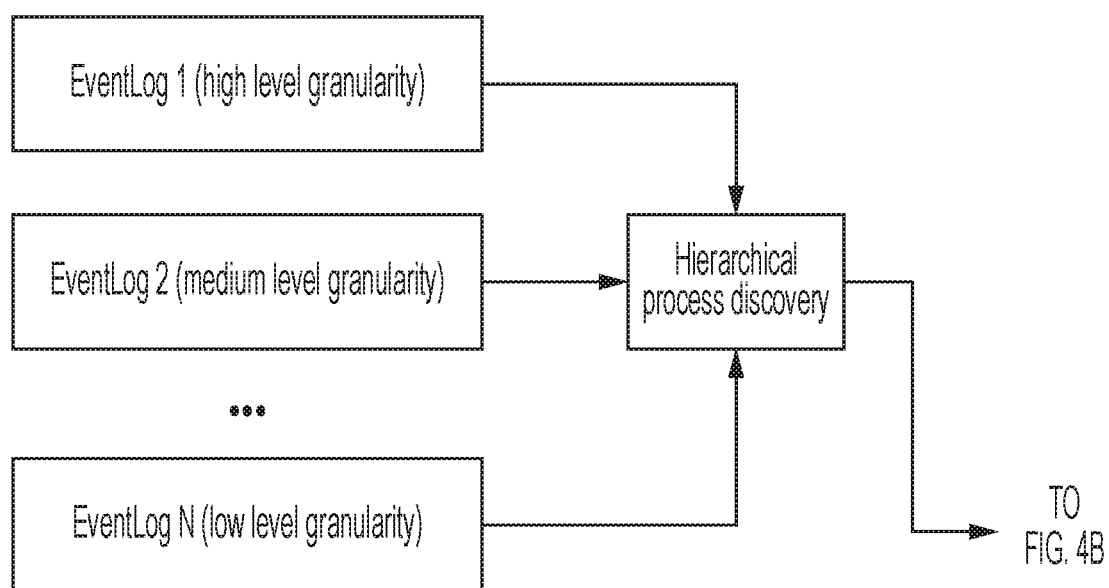 EventLog 1 (high level granularity)
EventLog 2 (medium level granularity)
Hierarchical
process discovery
•••
EventLog N (low level granularity)
TO
FIG. 4B